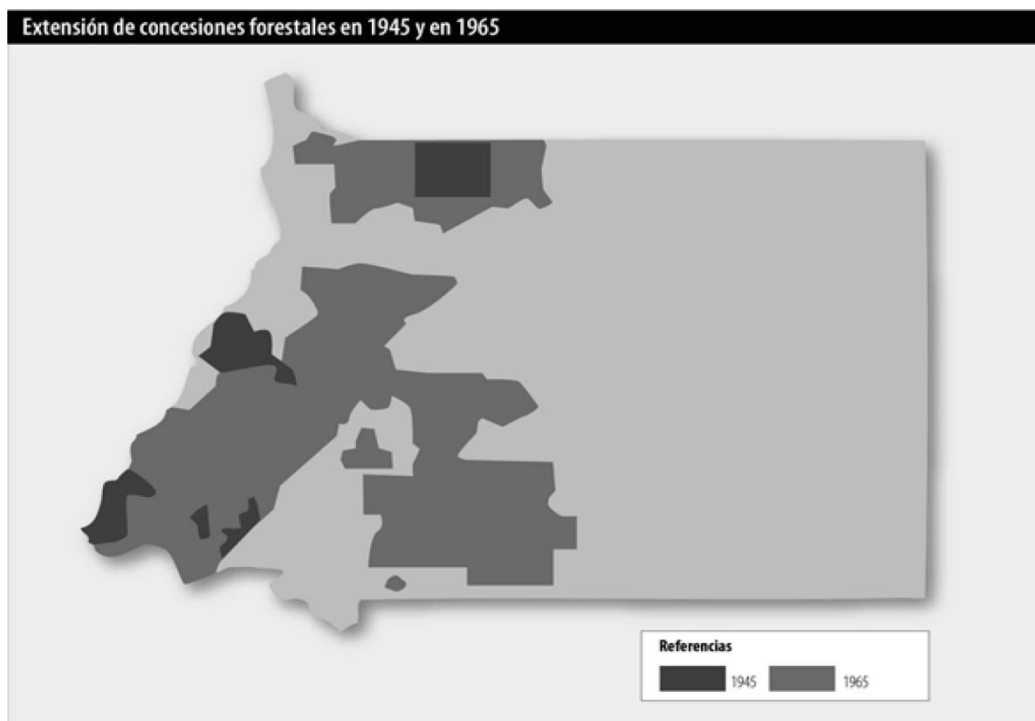 Extensión de concesiones forestales en 1945 y en 1965
Referencias
1945 1965